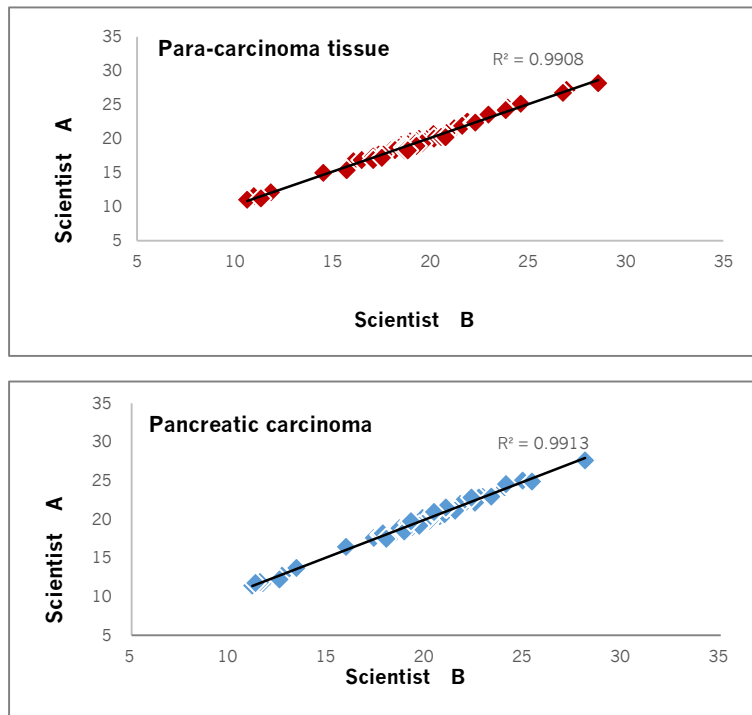 Para-carcinoma tissue
R² = 0.9908
35
30
25
20
15
10
5
Scientist A
5 10 15 20 25 30 35
Scientist B
Pancreatic carcinoma
R² = 0.9913
35
30
25
20
15
10
5
Scientist A
5 10 15 20 25 30 35
Scientist B